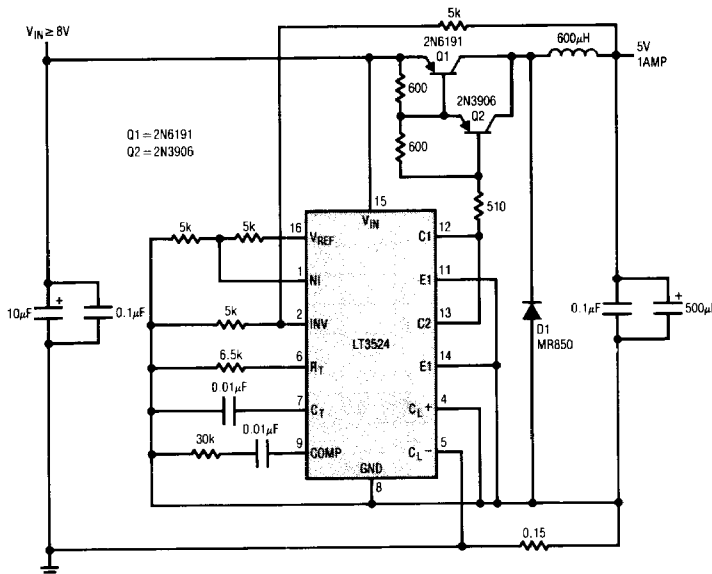 5k
V_IN ≥ 8V
2N6191
Q1
600μH
5V
1AMP
600
2N3906
Q2
Q1 = 2N6191
Q2 = 2N3906
600
510
15
V_IN
5k
5k
16
V_REF
C1
12
1
NI
E1
11
10μF
+
0.1μF
5k
2
INV
C2
13
LT3524
D1
MR850
0.1μF
+
500μF
6.5k
6
R_T
E1
14
0.01μF
7
C_T
C_L+
4
30k
0.01μF
9
COMP
C_L−
5
GND
8
0.15